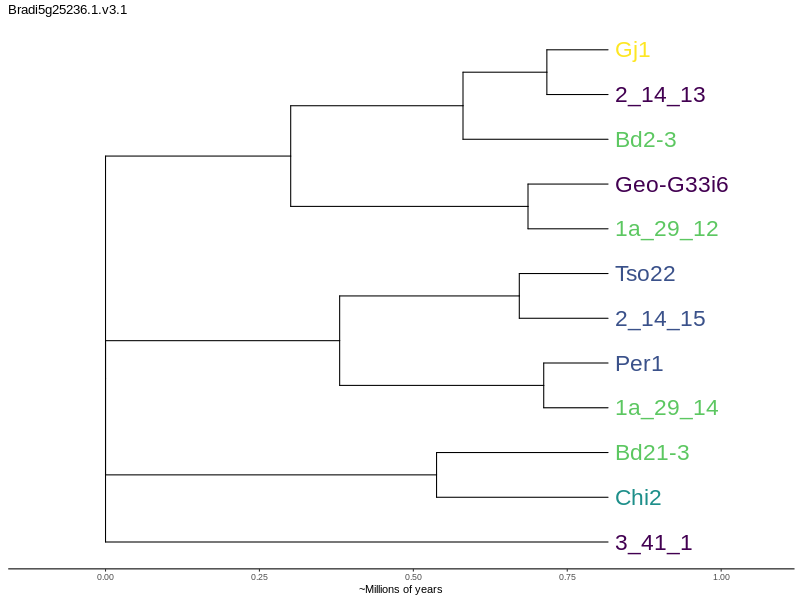 Bradi5g25236.1.v3.1
Gj1
2_14_13
Bd2-3
Geo-G33i6
1a_29_12
Tso22
2_14_15
Per1
1a_29_14
Bd21-3
Chi2
3_41_1
0.00 0.25 0.50 0.75 1.00
~Millions of years